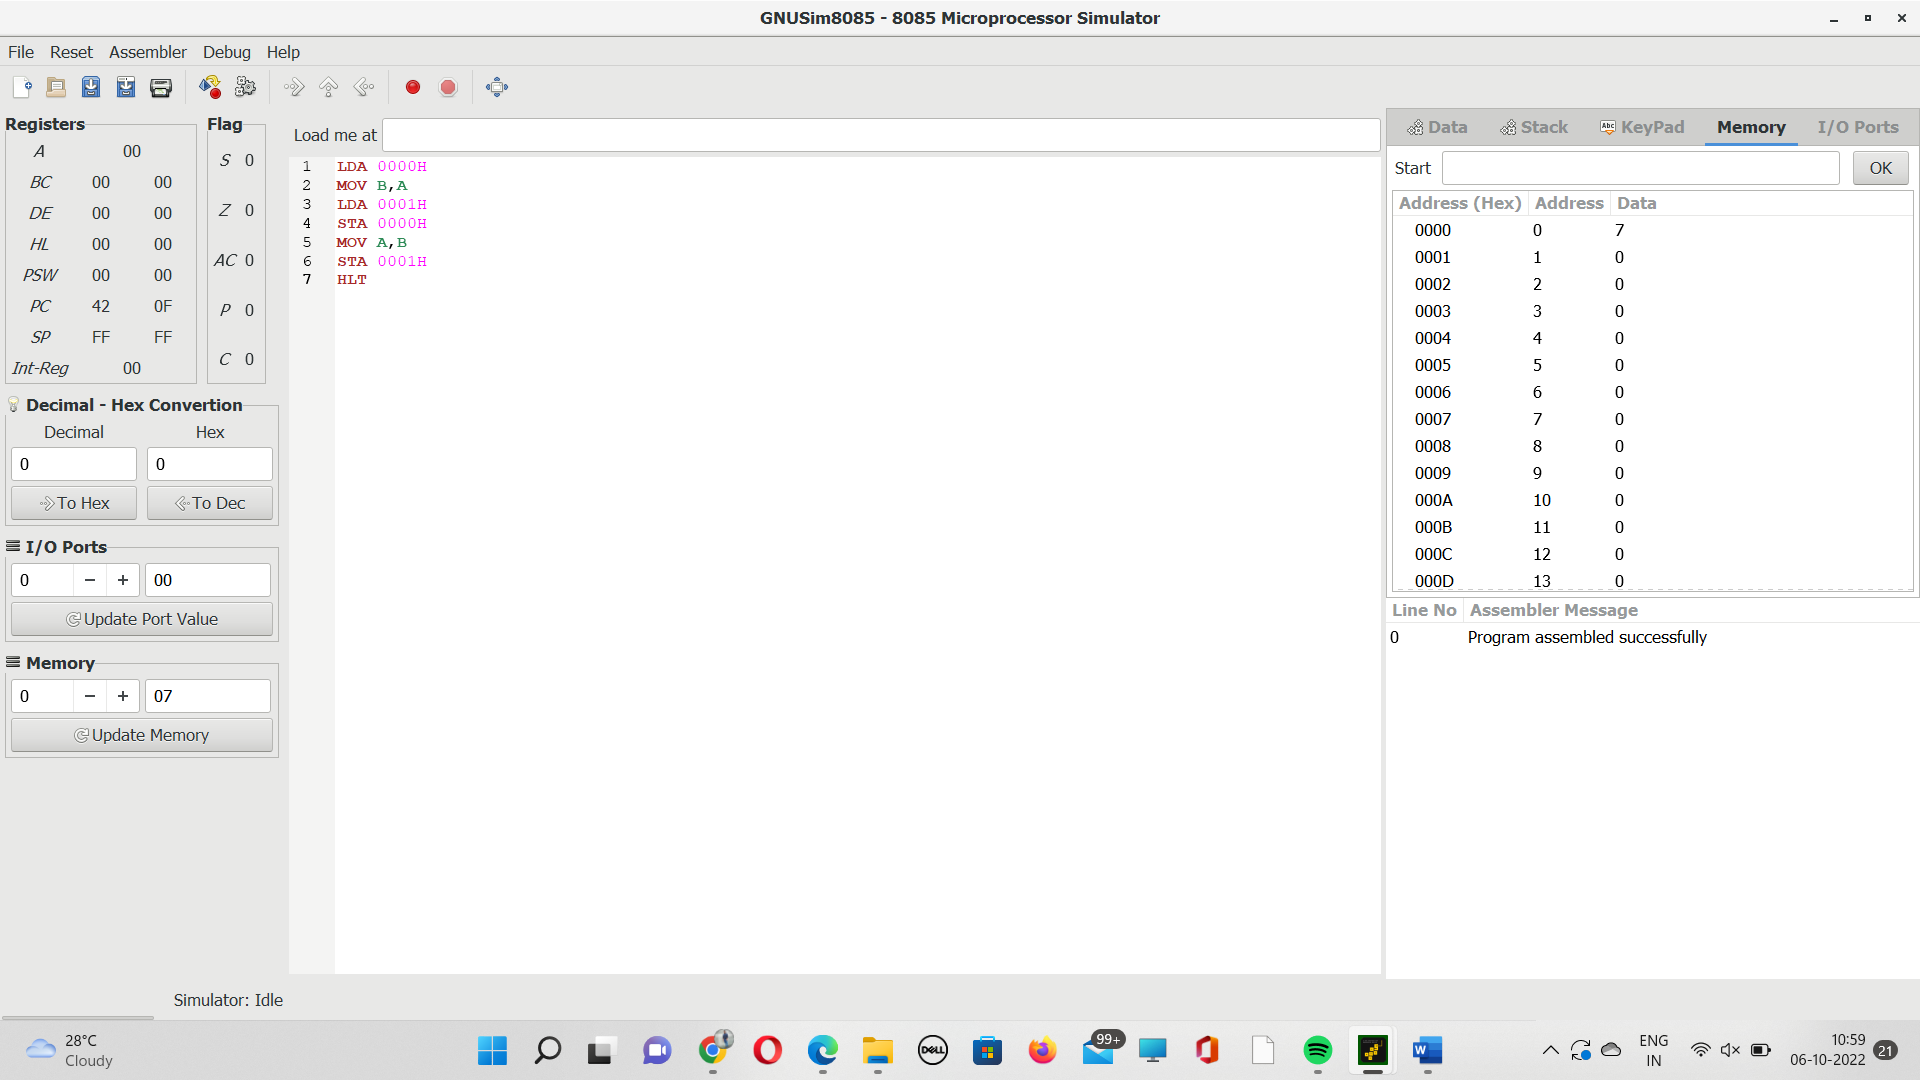 GNUSim8085 - 8085 Microprocessor Simulator
File Reset Assembler Debug Help
Registers
A 00
BC 00 00
DE 00 00
HL 00 00
PSW 00 00
PC 42 0F
SP FF FF
Int-Reg 00
Flag
S 0
Z 0
AC 0
P 0
C 0
Decimal - Hex Convertion
Decimal Hex
0 0
To Hex To Dec
I/O Ports
0 − + 00
Update Port Value
Memory
0 − + 07
Update Memory
Load me at
1 LDA 0000H
2 MOV B,A
3 LDA 0001H
4 STA 0000H
5 MOV A,B
6 STA 0001H
7 HLT
Data Stack Abc KeyPad Memory I/O Ports
Start OK
Address (Hex) Address Data
0000 0 7
0001 1 0
0002 2 0
0003 3 0
0004 4 0
0005 5 0
0006 6 0
0007 7 0
0008 8 0
0009 9 0
000A 10 0
000B 11 0
000C 12 0
000D 13 0
Line No Assembler Message
0 Program assembled successfully
Simulator: Idle
28°C
Cloudy
DELL
99+
W
ENG
IN
10:59
06-10-2022
21